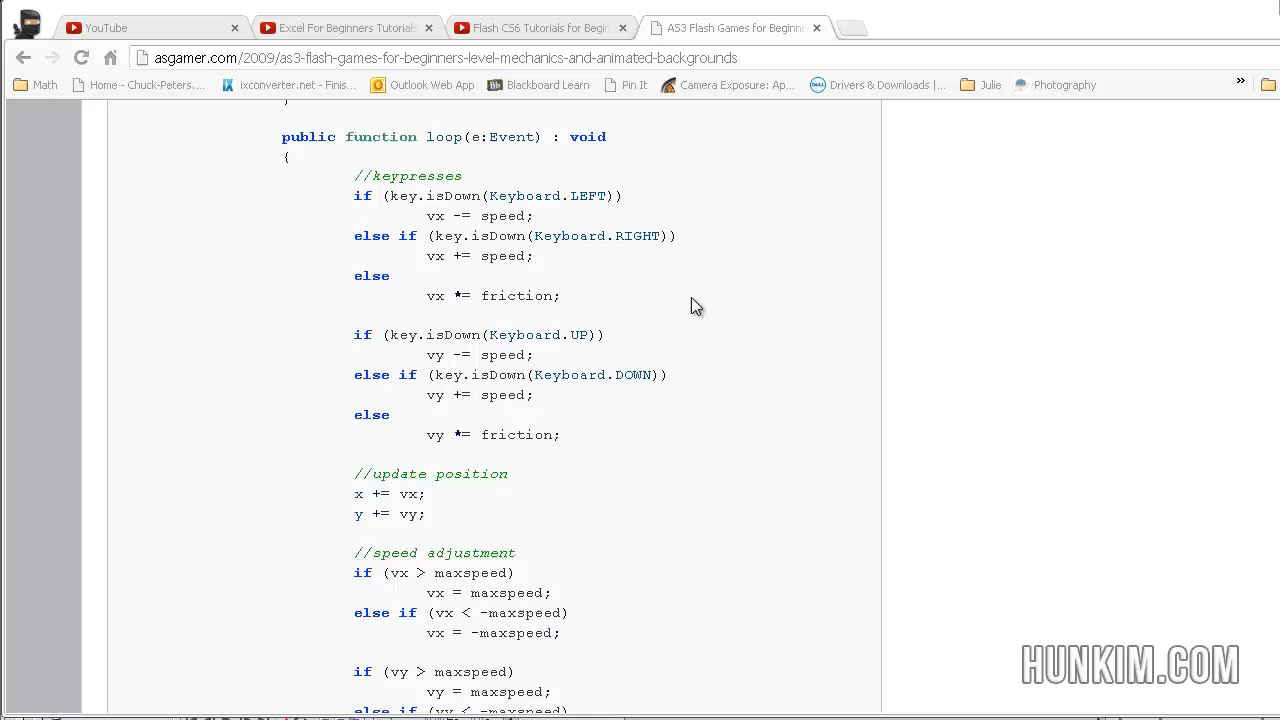 YouTube
Excel For Beginners Tutorials
Flash CS6 Tutorials for Begin
AS3 Flash Games for Beginn
asgamer.com/2009/as3-flash-games-for-beginners-level-mechanics-and-animated-backgrounds
Math
Home - Chuck-Peters....
ixconverter.net - Finis...
Outlook Web App
Bb Blackboard Learn
Pin It
Camera Exposure: Ap...
DELL Drivers & Downloads |...
Julie
Photography
»
}
public function loop(e:Event) : void
{
//keypresses
if (key.isDown(Keyboard.LEFT))
vx -= speed;
else if (key.isDown(Keyboard.RIGHT))
vx += speed;
else
vx *= friction;
if (key.isDown(Keyboard.UP))
vy -= speed;
else if (key.isDown(Keyboard.DOWN))
vy += speed;
else
vy *= friction;
//update position
x += vx;
y += vy;
//speed adjustment
if (vx > maxspeed)
vx = maxspeed;
else if (vx < -maxspeed)
vx = -maxspeed;
if (vy > maxspeed)
vy = maxspeed;
else if (vy < -maxspeed)
HUNKIM.COM